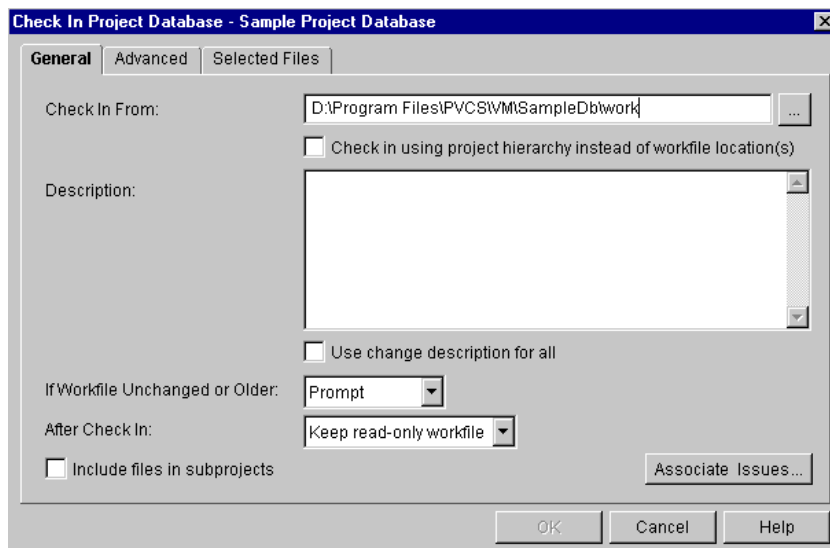 Check In Project Database - Sample Project Database
General Advanced Selected Files
Check In From: D:\Program Files\PVCS\VM\SampleDb\work ...
Check in using project hierarchy instead of workfile location(s)
Description:
Use change description for all
If Workfile Unchanged or Older: Prompt
After Check In: Keep read-only workfile
Include files in subprojects Associate Issues...
OK Cancel Help